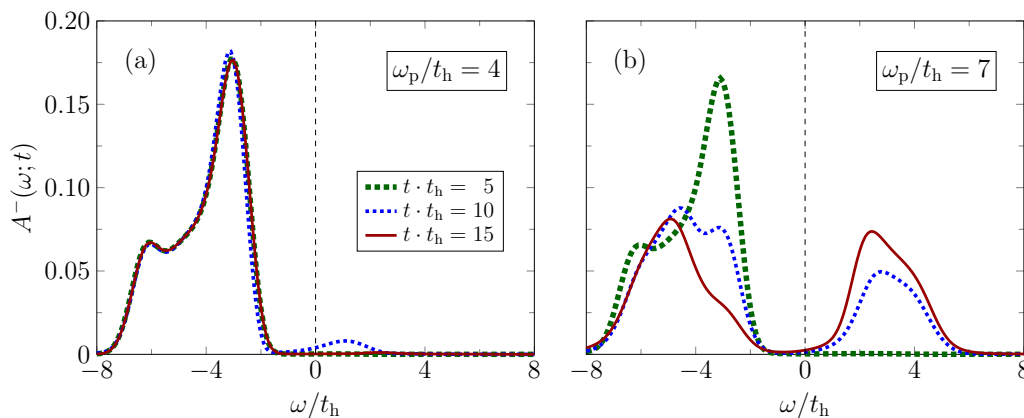 0.20
0.15
0.10
0.05
0
A⁻(ω; t)
(a)
ω_p/t_h = 4
t · t_h = 5
t · t_h = 10
t · t_h = 15
−8
−4
0
4
8
ω/t_h
(b)
ω_p/t_h = 7
−8
−4
0
4
8
ω/t_h